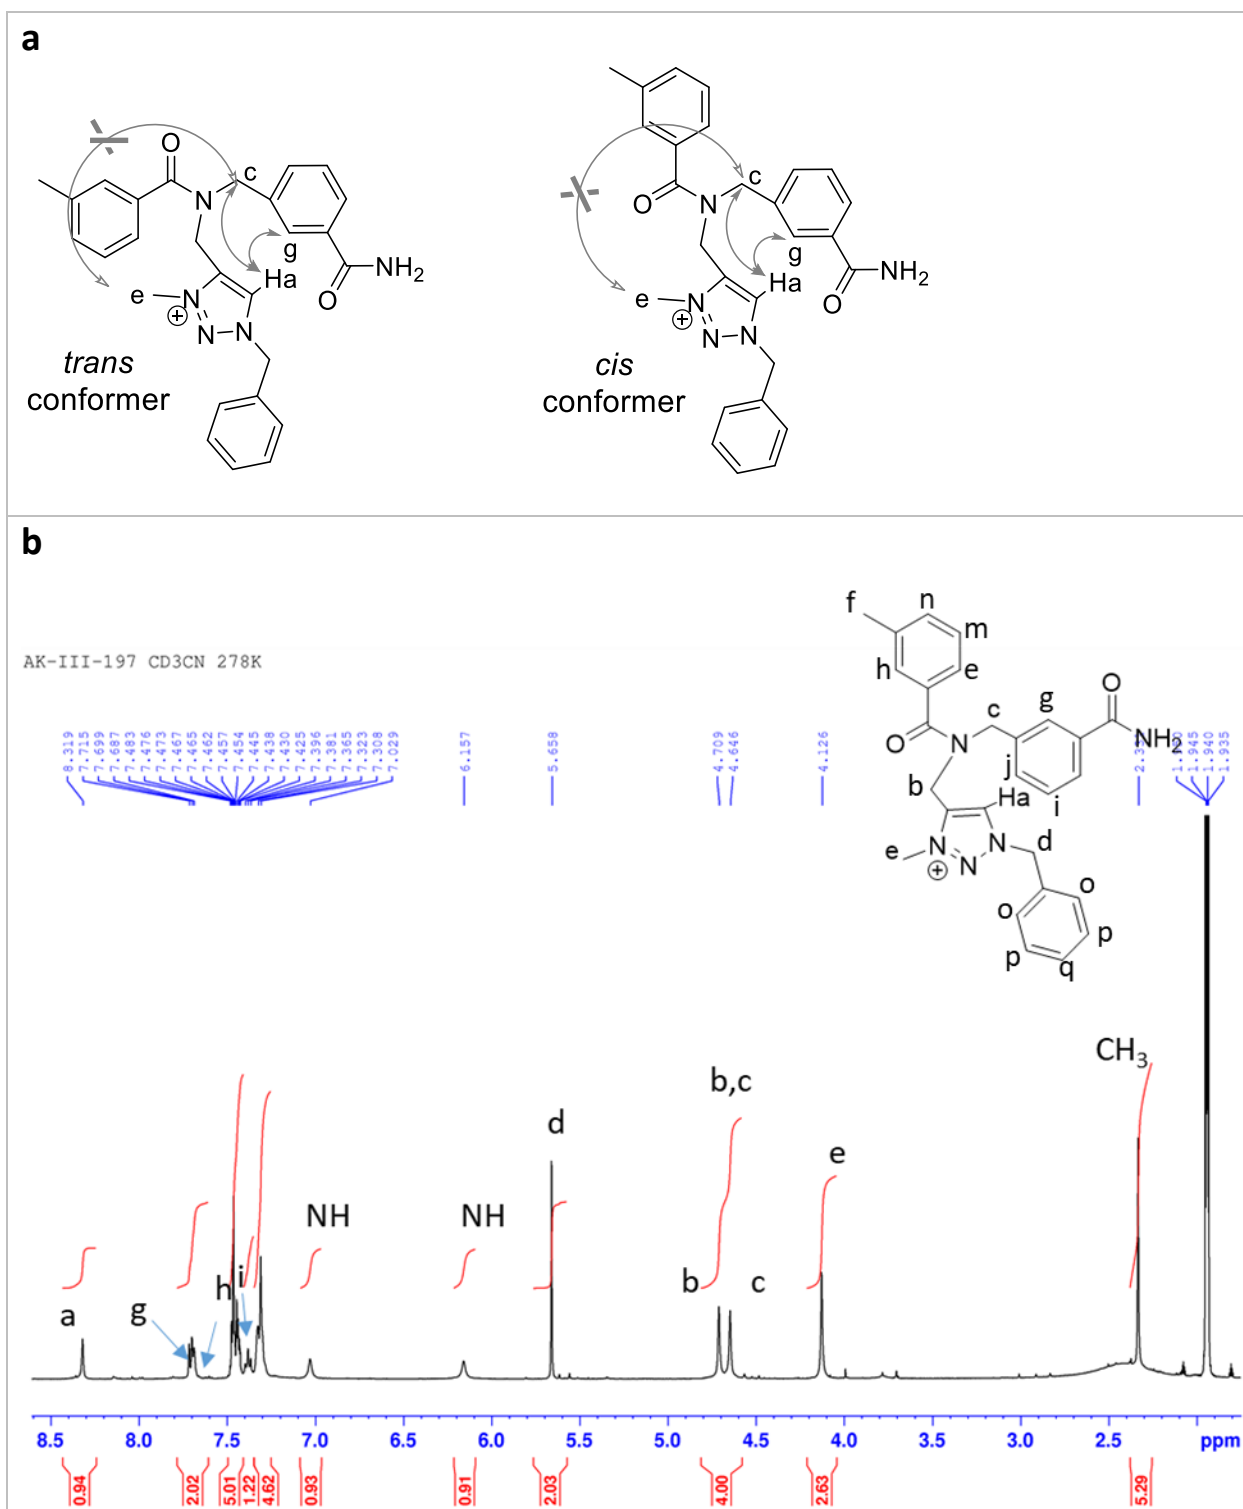 a
O
c
N
g
NH2
O
Ha
e
N
+
N
N
trans
conformer
c
O
N
g
NH2
O
Ha
e
N
+
N
N
cis
conformer
b
AK-III-197 CD3CN 278K
f
n
m
h
e
O
c
g
O
N
NH2
j
i
b
Ha
e
N
+
N
N
d
o
o
p
p
q
8.319
7.715
7.699
7.687
7.483
7.476
7.473
7.467
7.465
7.462
7.457
7.454
7.445
7.438
7.430
7.425
7.396
7.381
7.365
7.323
7.308
7.029
6.157
5.658
4.709
4.646
4.126
1.945
1.940
1.935
CH3
b,c
d
e
NH
NH
a
g
h
i
b
c
8.5 8.0 7.5 7.0 6.5 6.0 5.5 5.0 4.5 4.0 3.5 3.0 2.5 ppm
0.94 2.02 5.01 1.22 4.62 0.93 0.91 2.03 4.00 2.63 5.29